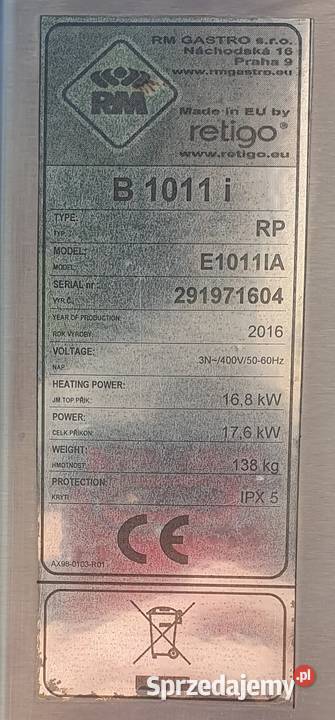 RM GASTRO s.r.o.
Náchodská 16
Praha 9
www.rmgastro.eu
RM
Made in EU by
retigo®
www.retigo.eu
B 1011 i
TYPE:
TYP: RP
MODEL:
MODEL: E1011IA
SERIAL nr.:
VÝR.Č.: 291971604
YEAR OF PRODUCTION
ROK VÝROBY: 2016
VOLTAGE:
NAP. 3N~/400V/50-60Hz
HEATING POWER:
JM TOP PŘÍK.: 16,8 kW
POWER:
CELK PŘÍKON: 17,6 kW
WEIGHT:
HMOTNOST: 138 kg
PROTECTION:
KRYTÍ IPX 5
CE
AX98-0103-R01
Sprzedajemy.pl